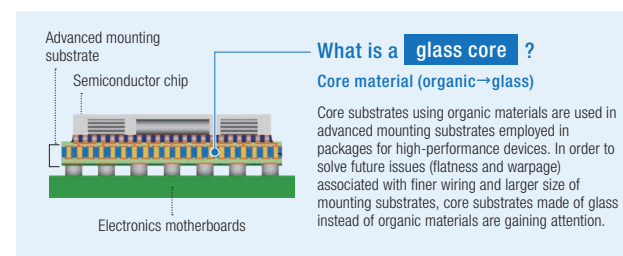 Advanced mounting
substrate
Semiconductor chip
Electronics motherboards
What is a glass core ?
Core material (organic→glass)
Core substrates using organic materials are used in
advanced mounting substrates employed in
packages for high-performance devices. In order to
solve future issues (flatness and warpage)
associated with finer wiring and larger size of
mounting substrates, core substrates made of glass
instead of organic materials are gaining attention.